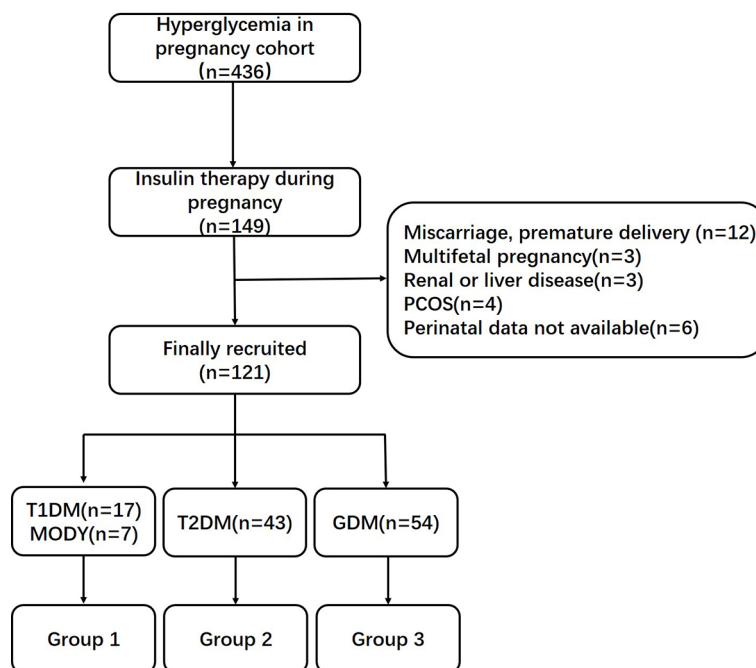 Hyperglycemia in
pregnancy cohort
(n=436)
Insulin therapy during
pregnancy
(n=149)
Miscarriage, premature delivery (n=12)
Multifetal pregnancy(n=3)
Renal or liver disease(n=3)
PCOS(n=4)
Perinatal data not available(n=6)
Finally recruited
(n=121)
T1DM(n=17)
MODY(n=7)
T2DM(n=43)
GDM(n=54)
Group 1
Group 2
Group 3